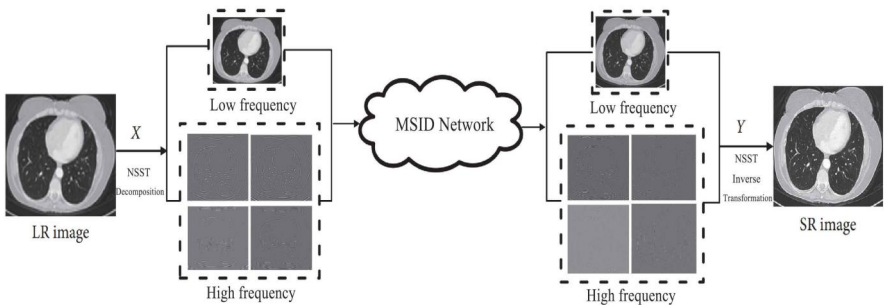 LR image
X
NSST
Decomposition
Low frequency
High frequency
MSID Network
Low frequency
High frequency
Y
NSST
Inverse
Transformation
SR image